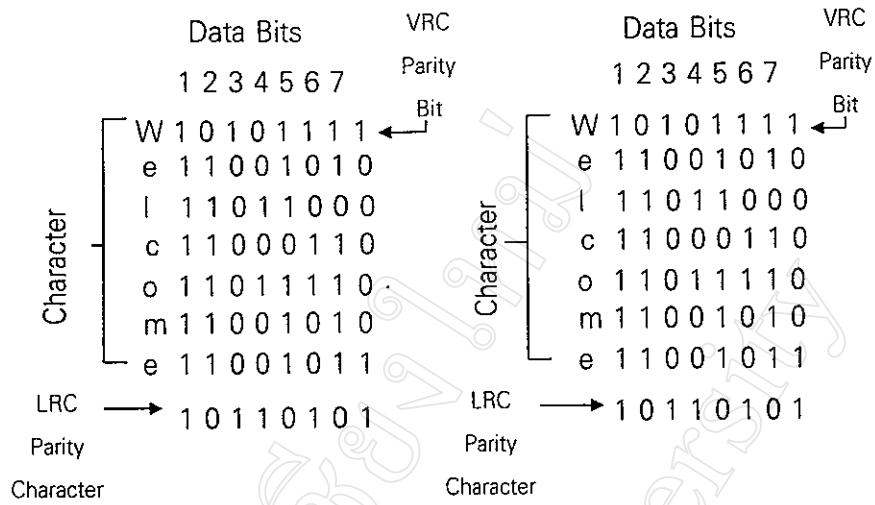 Data Bits
VRC
Parity
Bit
1 2 3 4 5 6 7
Character
W 1 0 1 0 1 1 1 1
e 1 1 0 0 1 0 1 0
l 1 1 0 1 1 0 0 0
c 1 1 0 0 0 1 1 0
o 1 1 0 1 1 1 1 0
m 1 1 0 0 1 0 1 0
e 1 1 0 0 1 0 1 1
LRC
Parity
Character
1 0 1 1 0 1 0 1
Data Bits
VRC
Parity
Bit
1 2 3 4 5 6 7
Character
W 1 0 1 0 1 1 1 1
e 1 1 0 0 1 0 1 0
l 1 1 0 1 1 0 0 0
c 1 1 0 0 0 1 1 0
o 1 1 0 1 1 1 1 0
m 1 1 0 0 1 0 1 0
e 1 1 0 0 1 0 1 1
LRC
Parity
Character
1 0 1 1 0 1 0 1
ersity